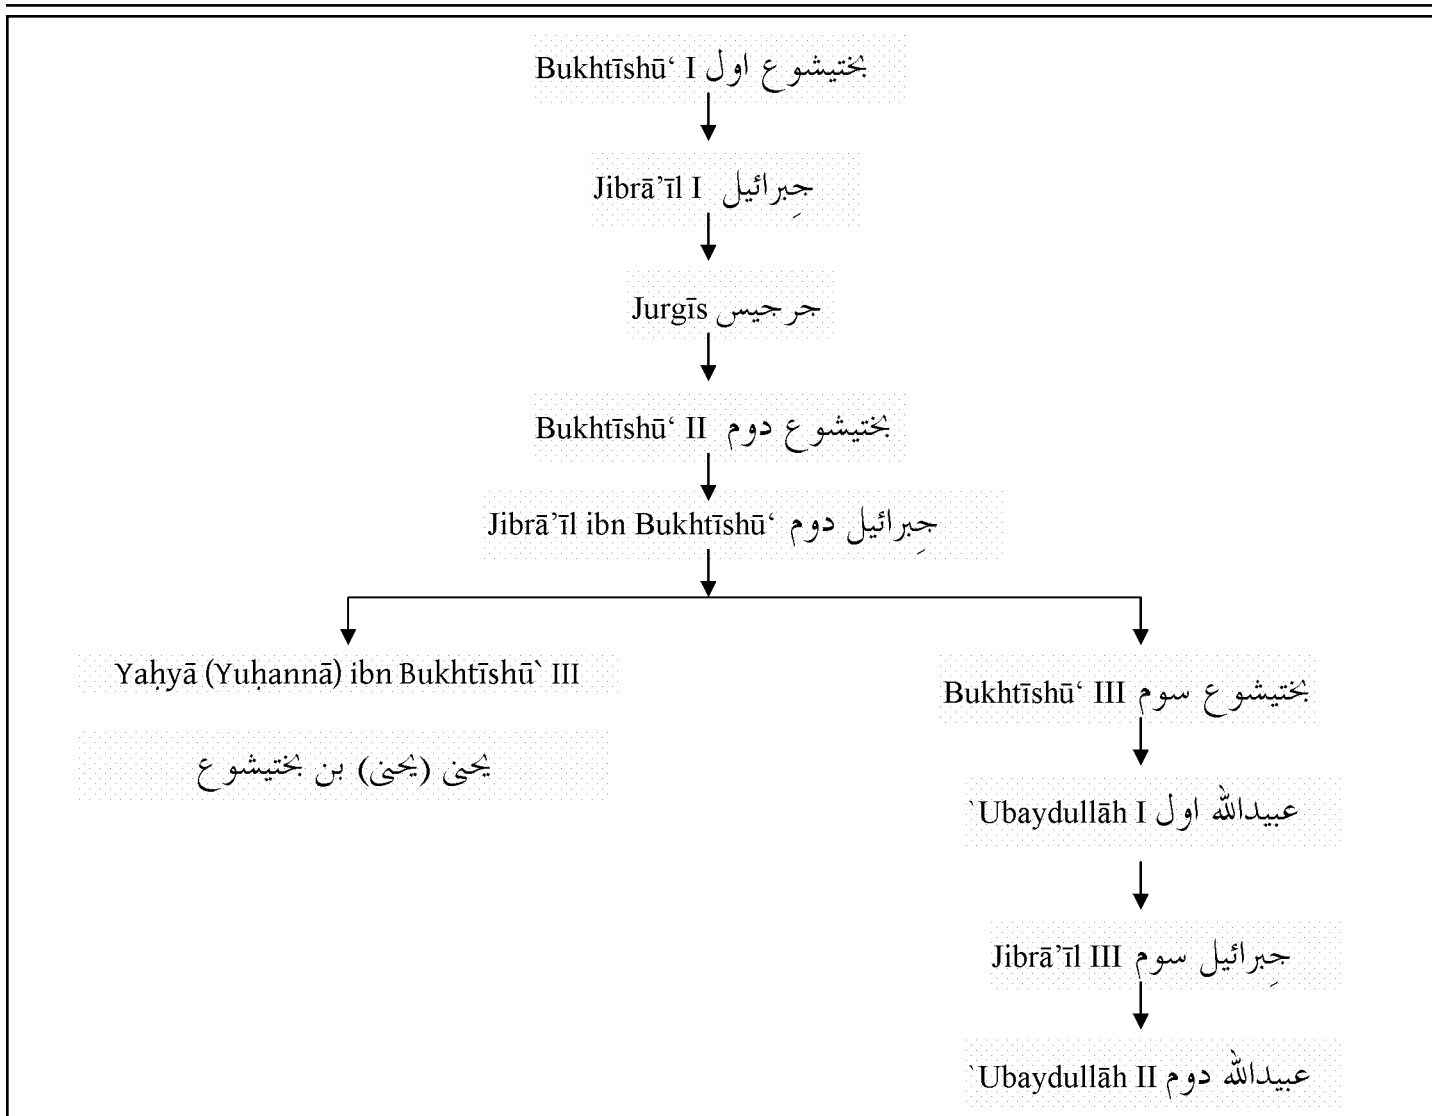 Bukhtīshū‘ I بختیشوع اول
Jibrā’īl I جِبرائیل
Jurgīs جرجیس
Bukhtīshū‘ II بختیشوع دوم
Jibrā’īl ibn Bukhtīshū‘ جِبرائیل دوم
Yaḥyā (Yuḥannā) ibn Bukhtīshū` III
یحنی (یحنی) بن بختیشوع
Bukhtīshū‘ III بختیشوع سوم
`Ubaydullāh I عبیدالله اول
Jibrā’īl III جِبرائیل سوم
`Ubaydullāh II عبیدالله دوم